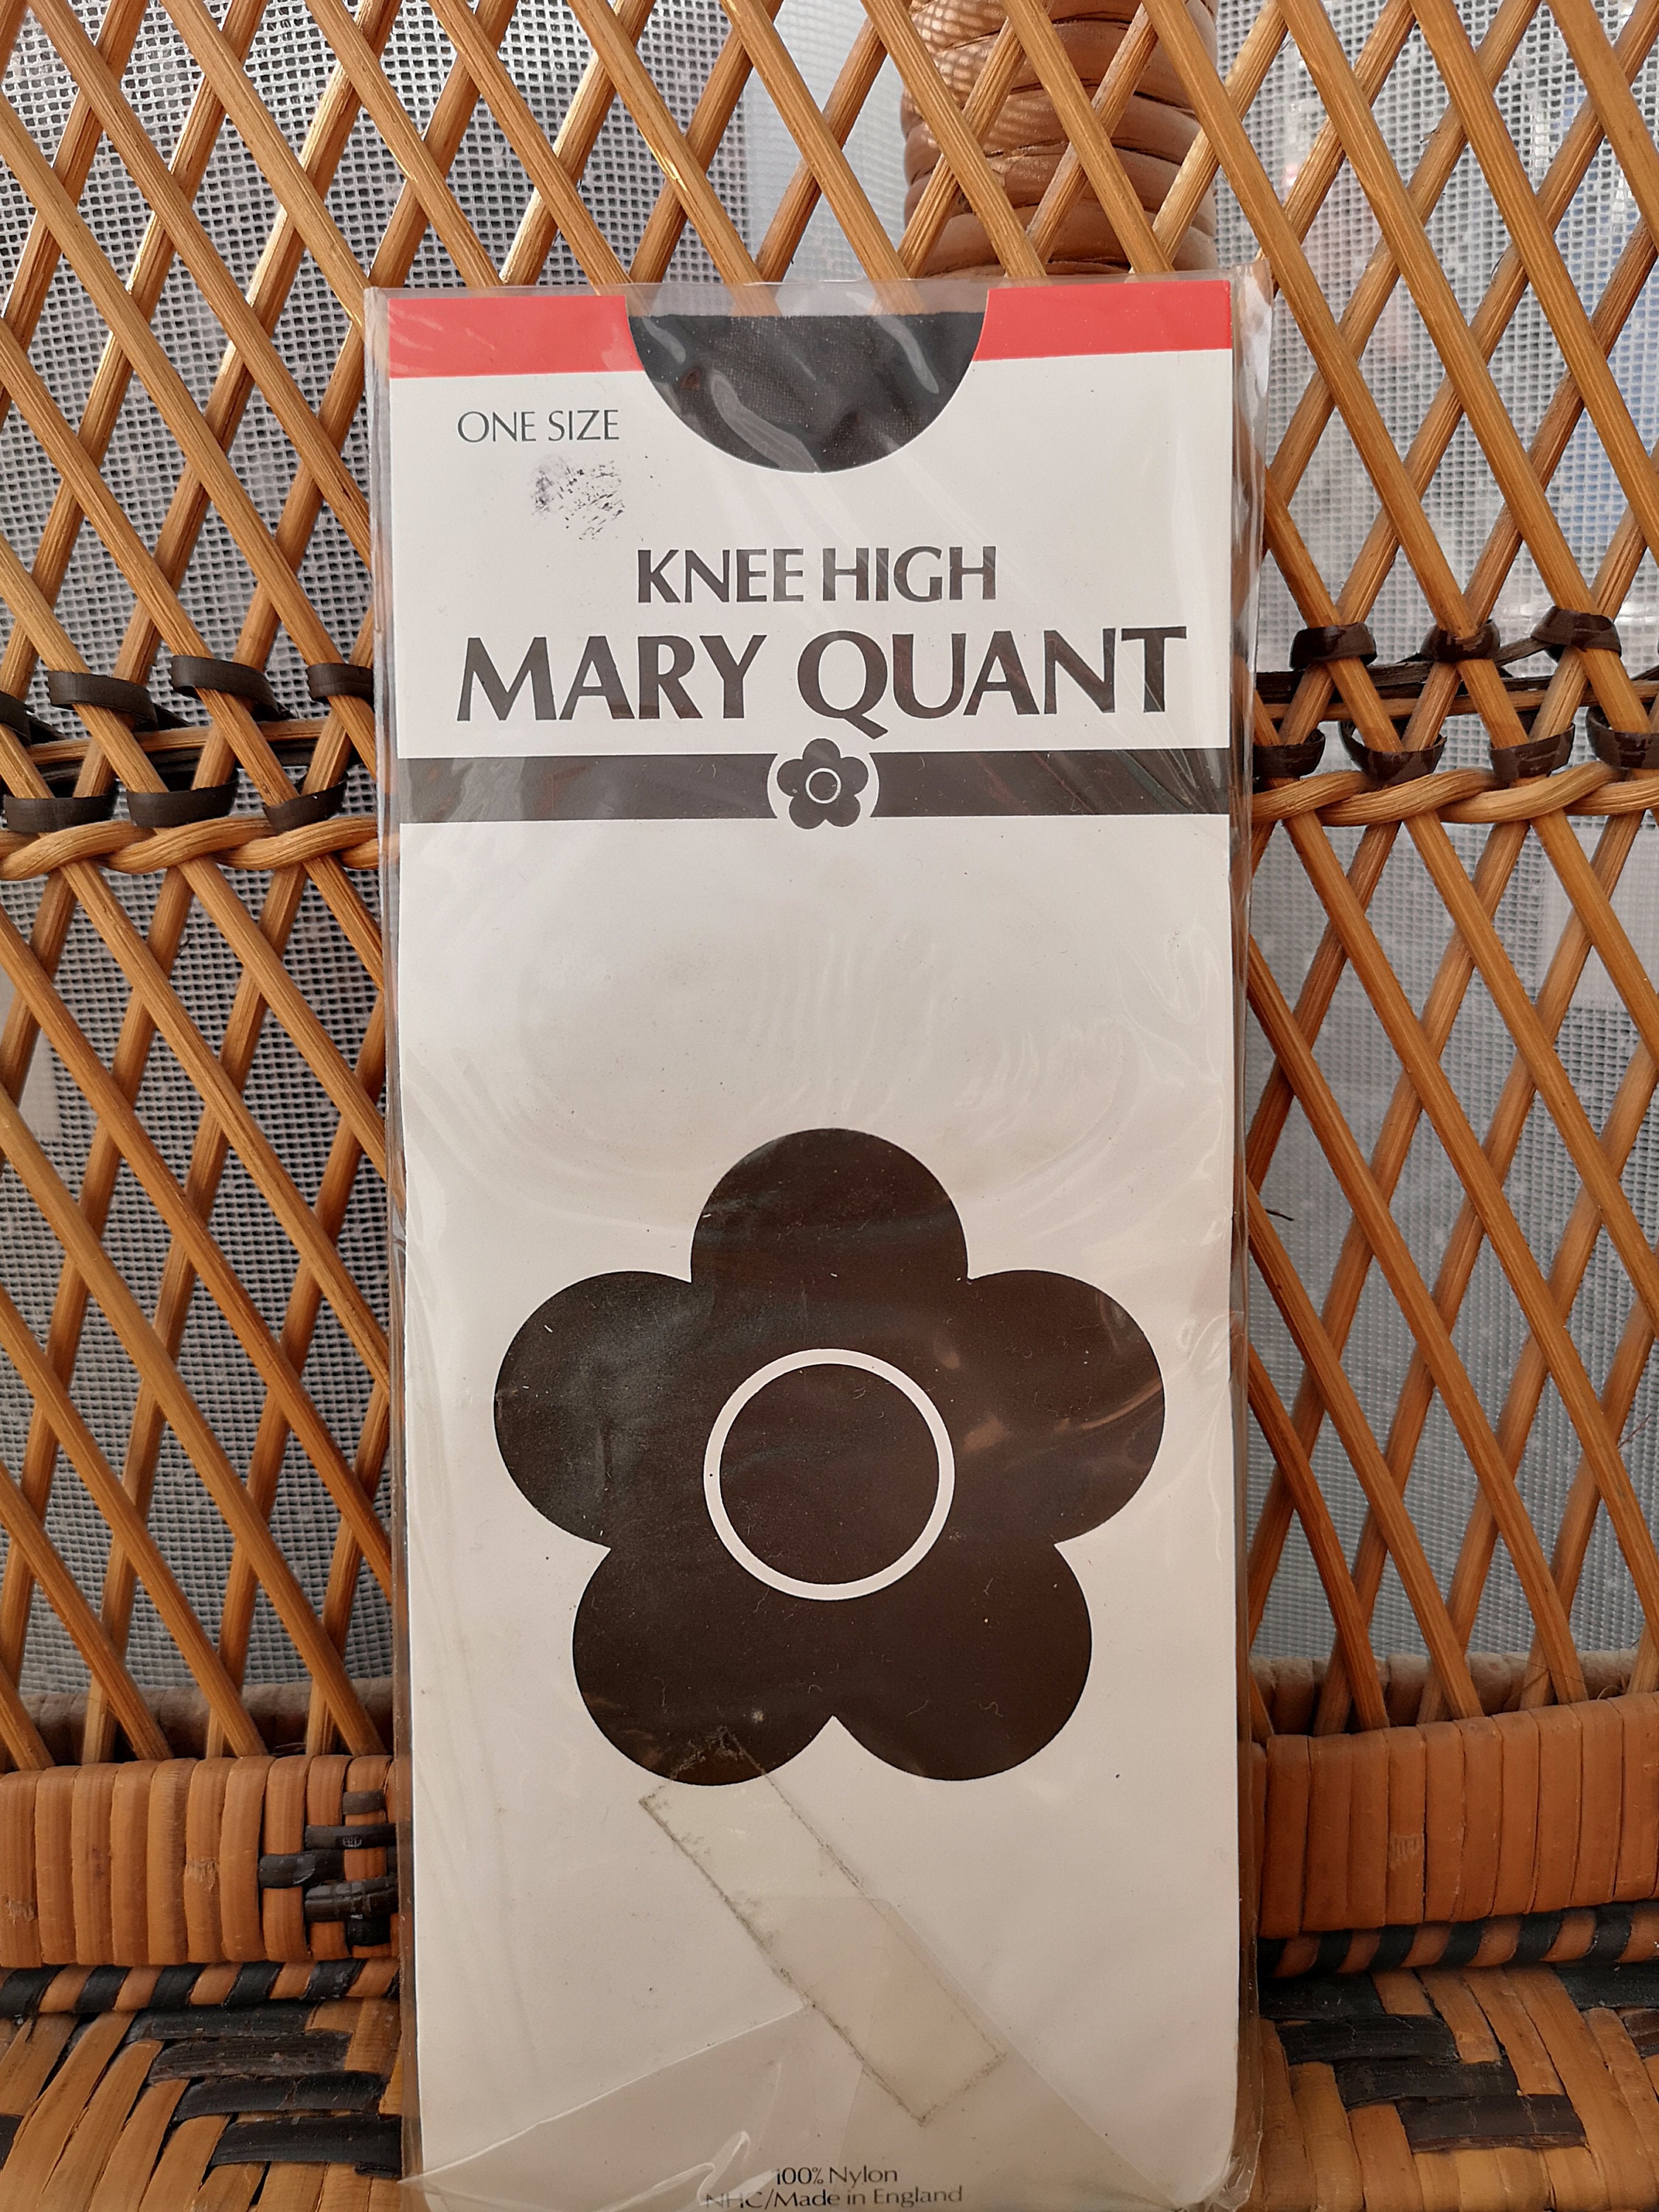 ONE SIZE
KNEE HIGH
MARY QUANT
100% Nylon
NHC/Made in England